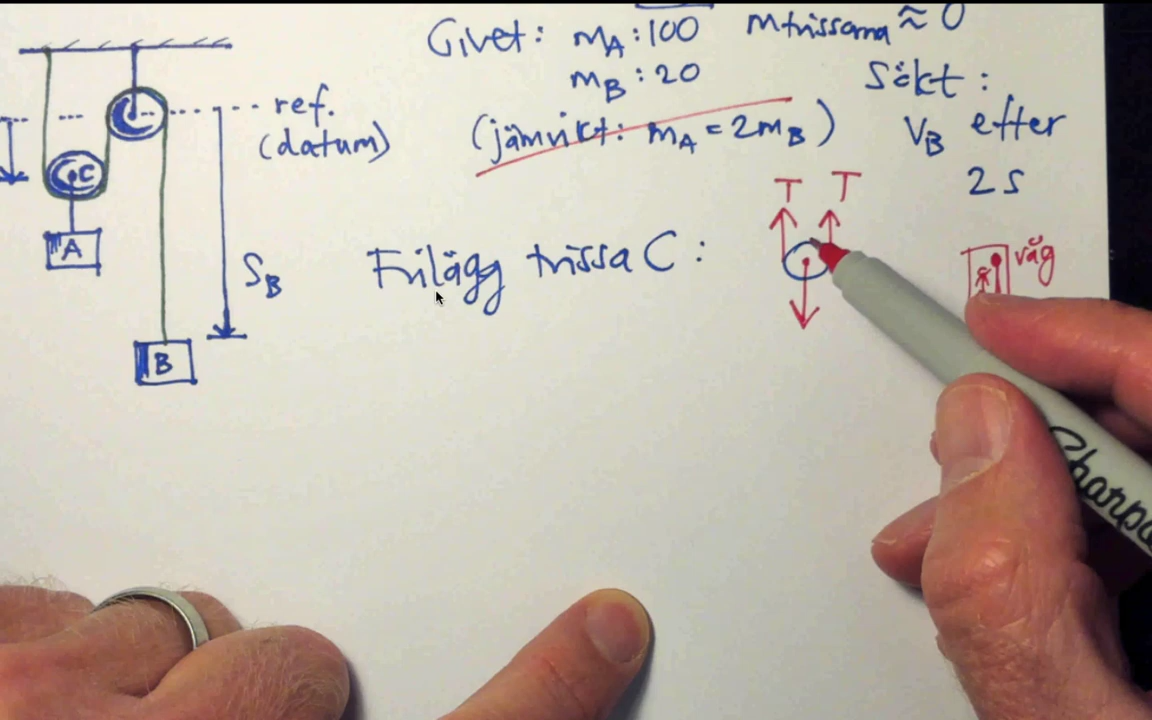 Givet: mA:100 mtrissorna ≈ 0
mB:20
Sökt:
ref.
(datum)
(jämvikt: mA = 2mB)
VB efter
2 s
T T
C
A
SB
Frilägg trissa C:
väg
B
Sharpie